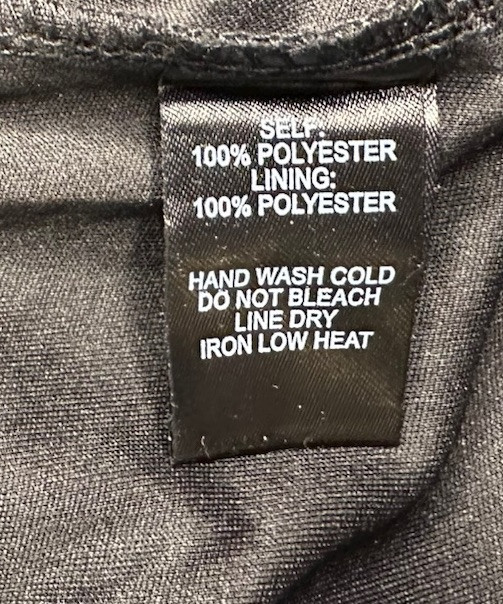 SELF:
100% POLYESTER
LINING:
100% POLYESTER
HAND WASH COLD
DO NOT BLEACH
LINE DRY
IRON LOW HEAT